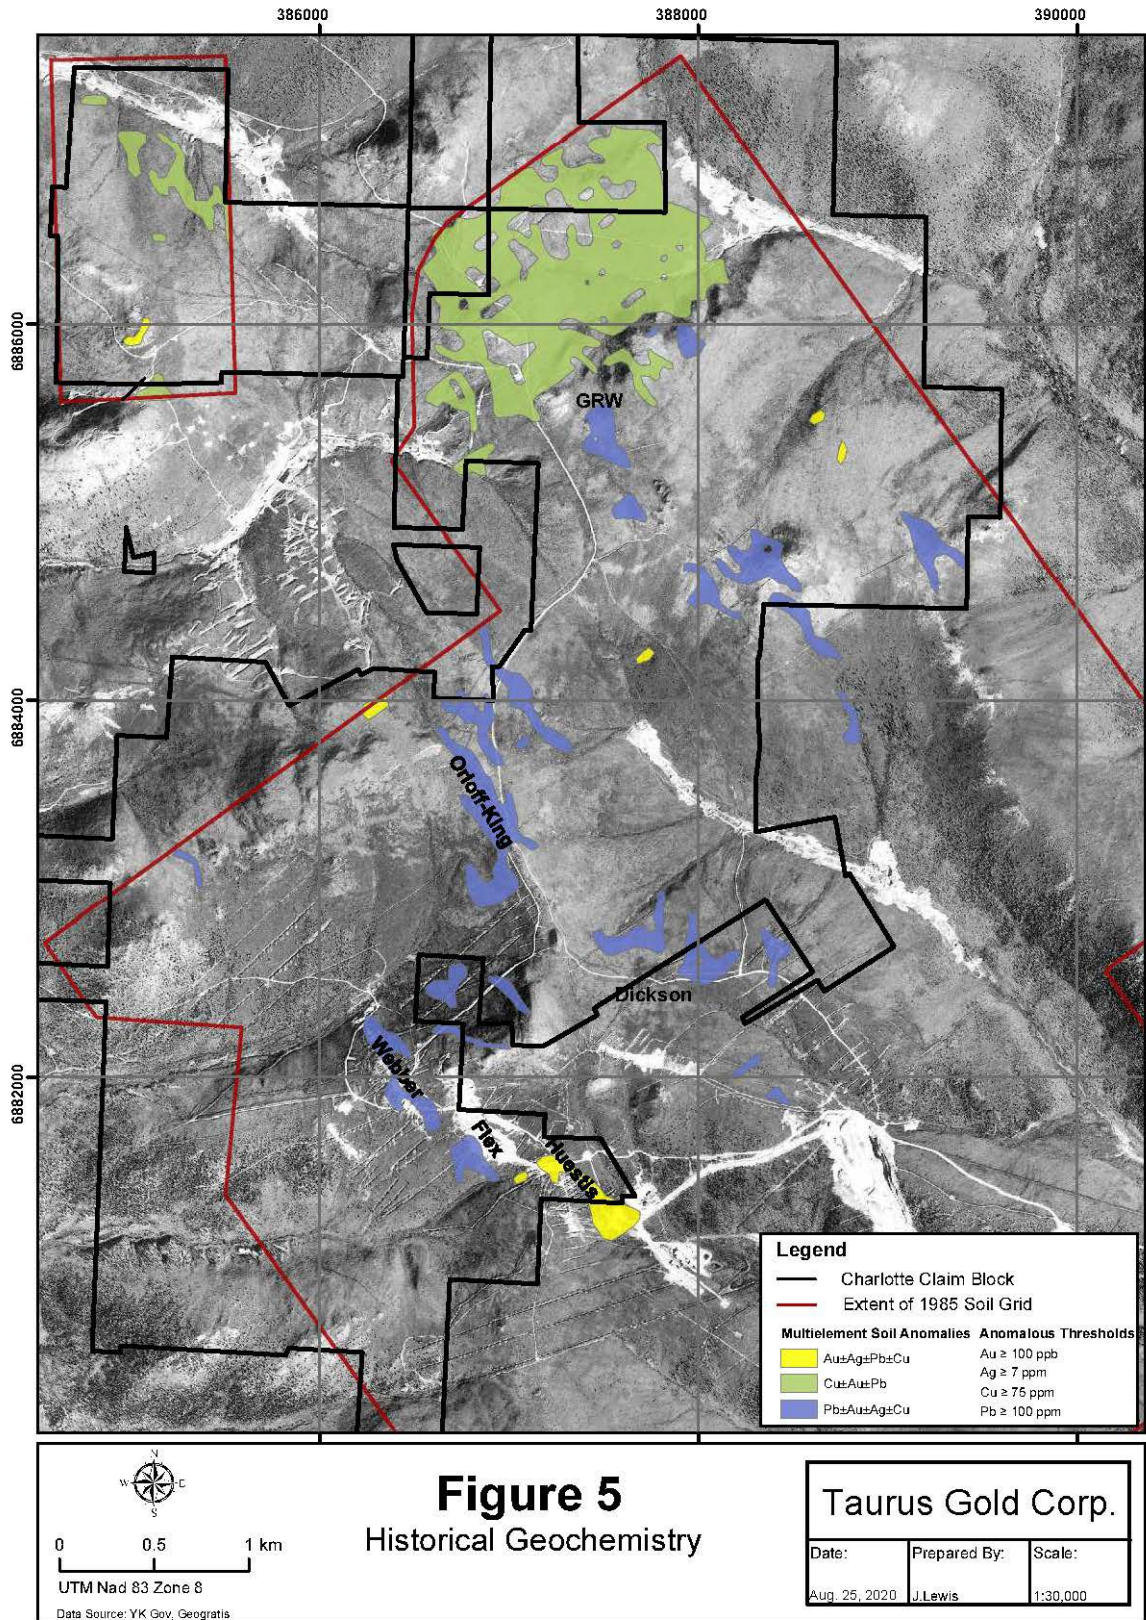 386000
388000
390000
6886000
6884000
6882000
GRW
Orloff-King
Dickson
Webber
Flex
Huestis
Legend
Charlotte Claim Block
Extent of 1985 Soil Grid
Multielement Soil Anomalies
Anomalous Thresholds
Au±Ag±Pb±Cu
Cu±Au±Pb
Pb±Au±Ag±Cu
Au ≥ 100 ppb
Ag ≥ 7 ppm
Cu ≥ 75 ppm
Pb ≥ 100 ppm
N
W
E
S
0 0.5 1 km
UTM Nad 83 Zone 8
Data Source: YK Gov, Geogratis
Figure 5
Historical Geochemistry
Taurus Gold Corp.
Date:
Aug. 25, 2020
Prepared By:
J.Lewis
Scale:
1:30,000